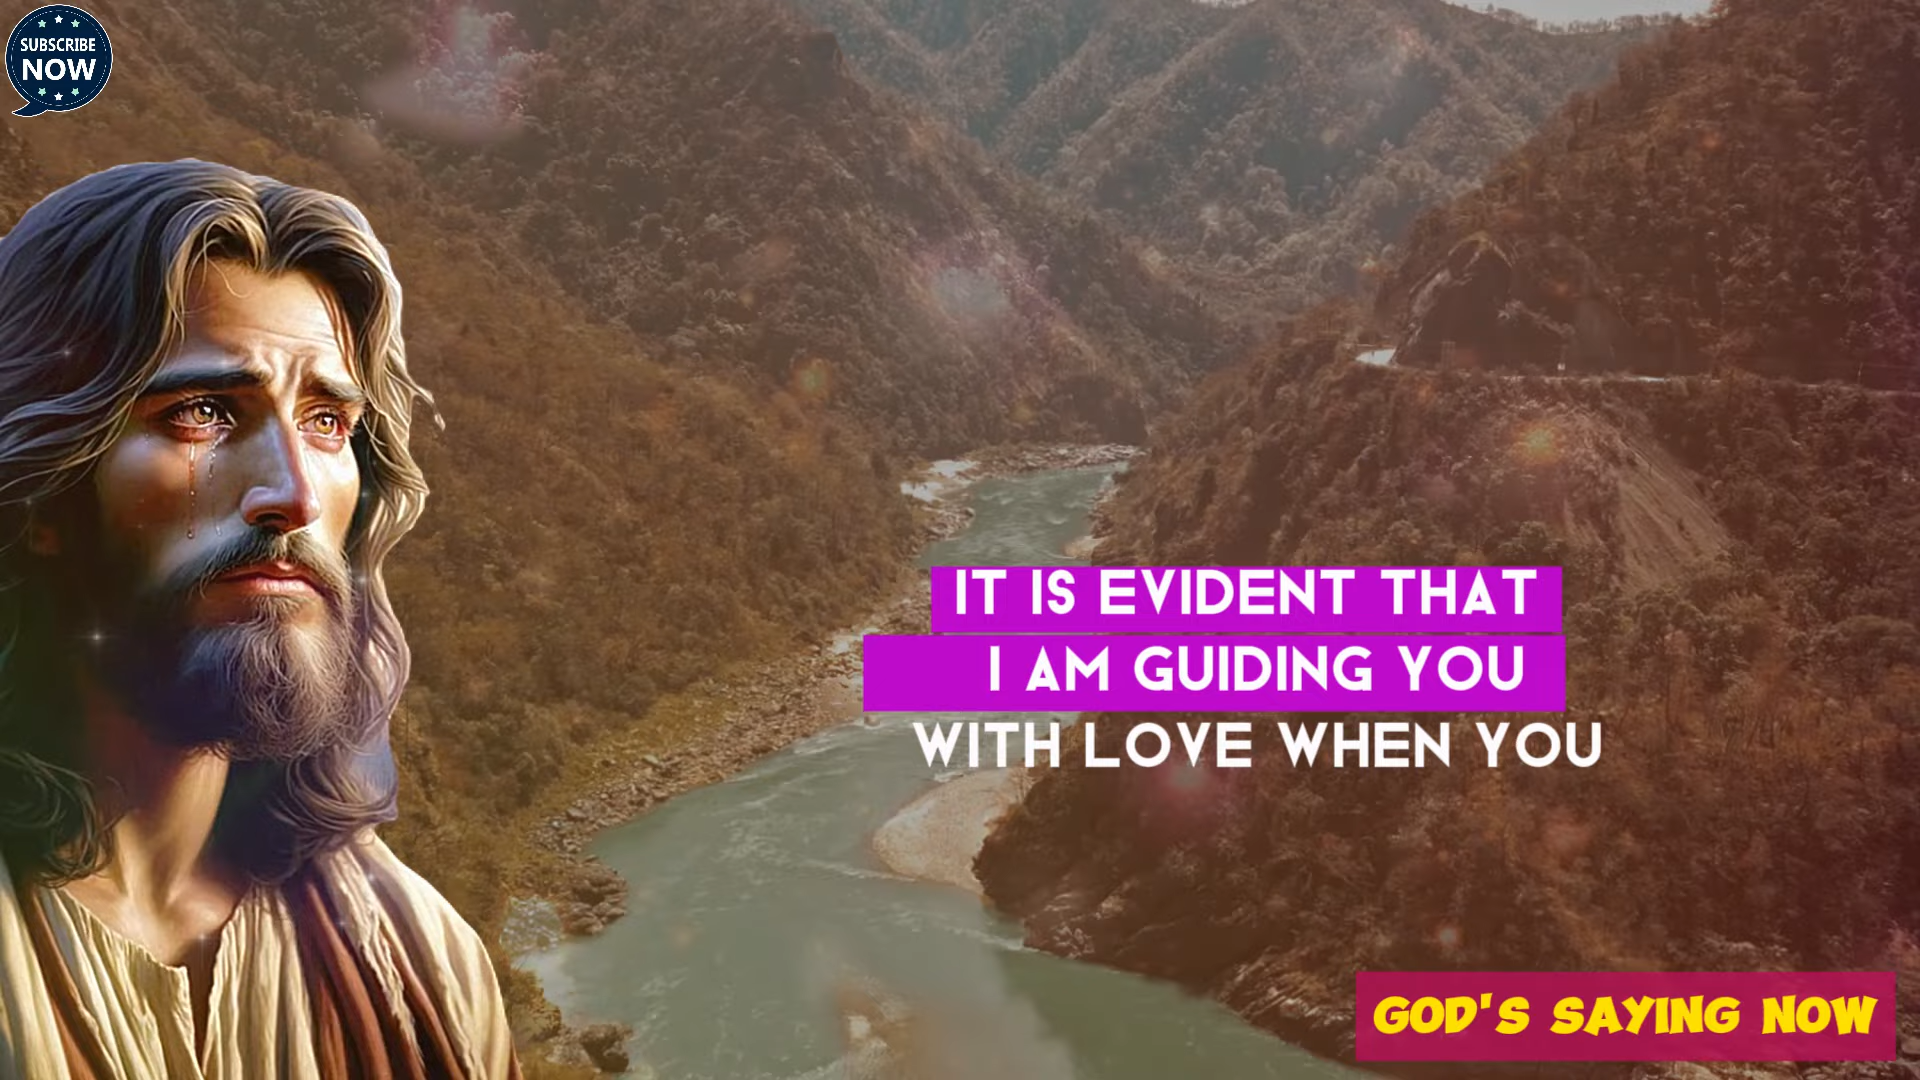 SUBSCRIBE
NOW
IT IS EVIDENT THAT
I AM GUIDING YOU
WITH LOVE WHEN YOU
GOD'S SAYING NOW